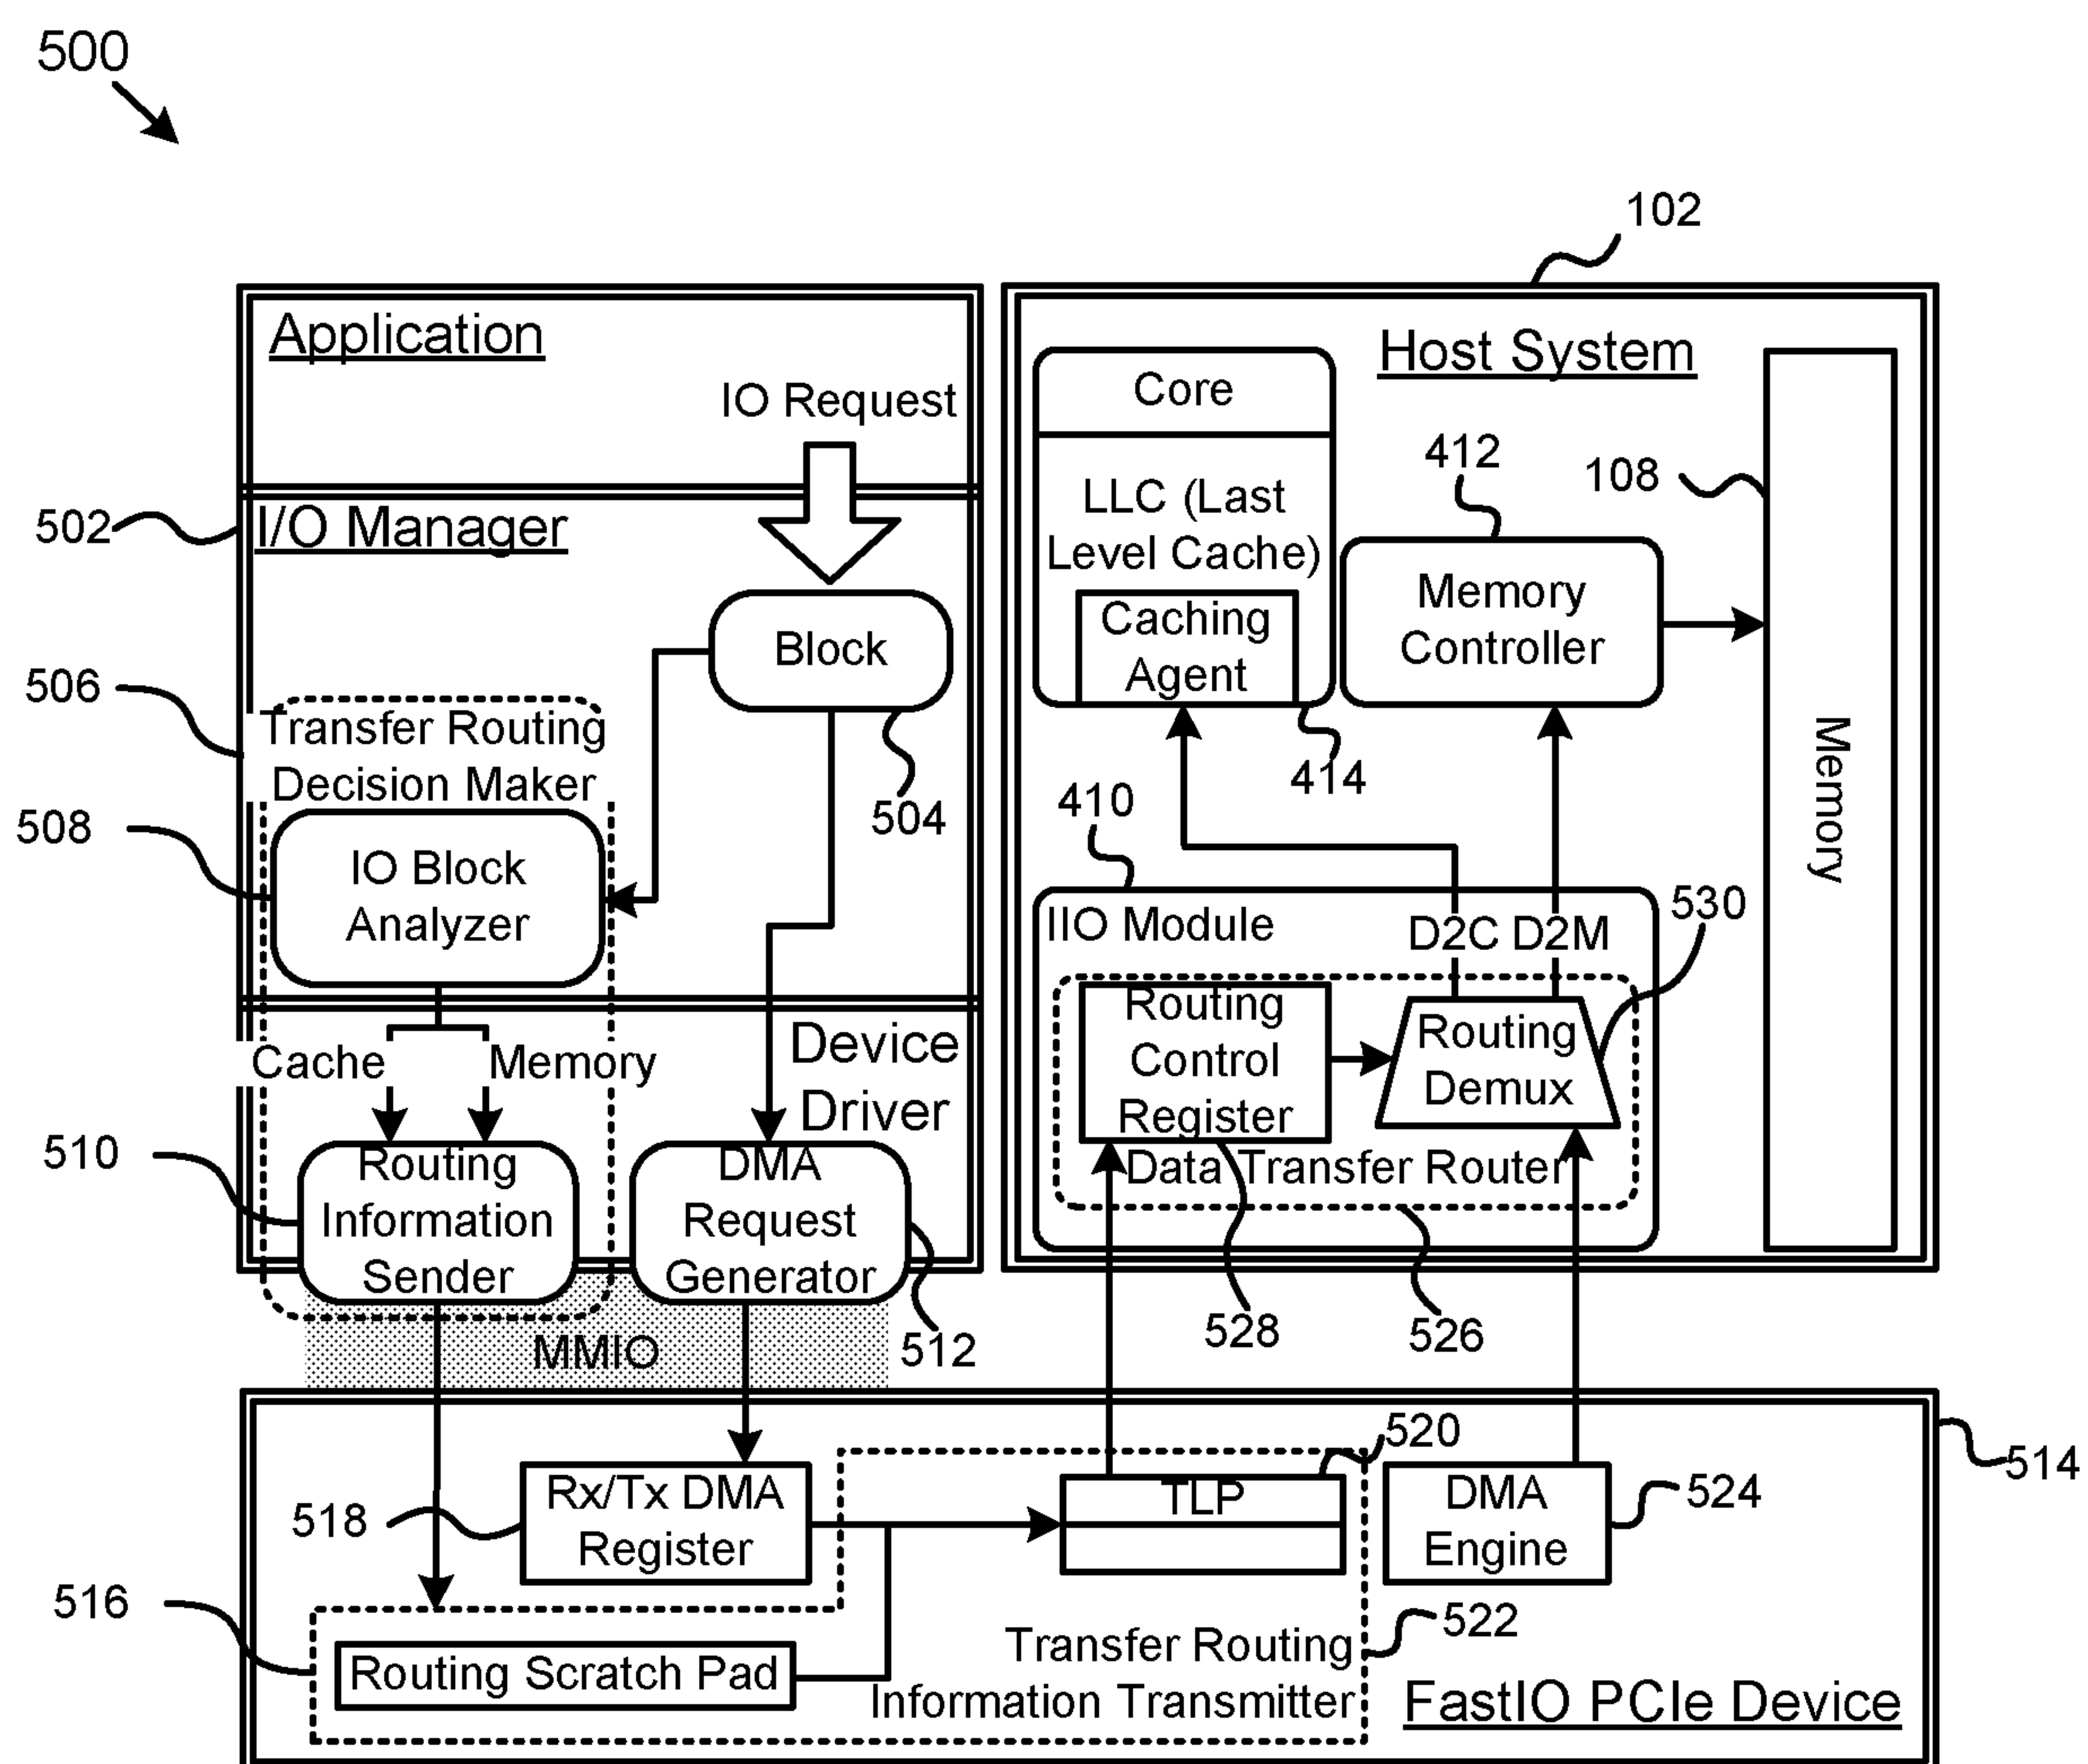 500
102
Application
IO Request
Host System
Core
LLC (Last
Level Cache)
Caching
Agent
412
108
Memory
Controller
Memory
502
I/O Manager
Block
506
Transfer Routing
Decision Maker
504
414
508
IO Block
Analyzer
410
IIO Module
D2C D2M
530
Cache
Memory
Device
Driver
Routing
Control
Register
Routing
Demux
Data Transfer Router
510
Routing
Information
Sender
DMA
Request
Generator
512
528
526
MMIO
520
514
518
Rx/Tx DMA
Register
TLP
DMA
Engine
524
516
Routing Scratch Pad
522
Transfer Routing
Information Transmitter
FastIO PCIe Device